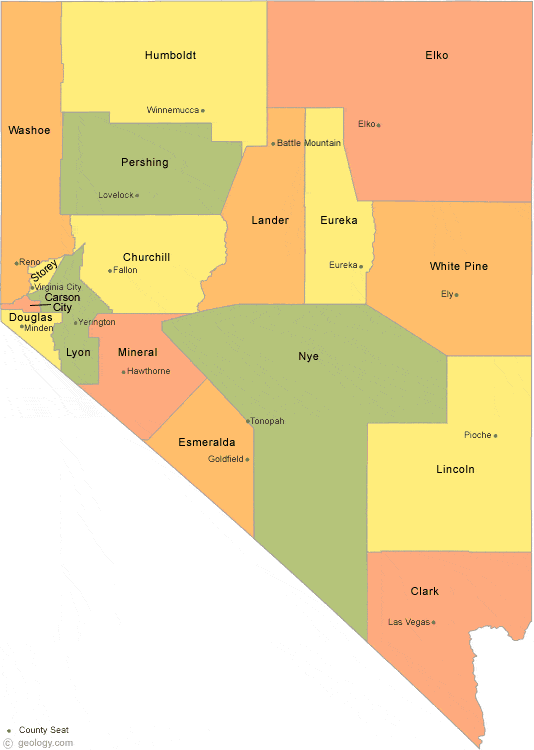 Humboldt
Elko
Winnemucca
Elko
Washoe
Battle Mountain
Pershing
Lovelock
Lander
Eureka
Churchill
White Pine
Reno
Storey
Fallon
Eureka
Virginia City
Ely
Carson
City
Douglas
Minden
Yerington
Lyon
Mineral
Nye
Hawthorne
Tonopah
Esmeralda
Pioche
Goldfield
Lincoln
Clark
Las Vegas
County Seat
© geology.com